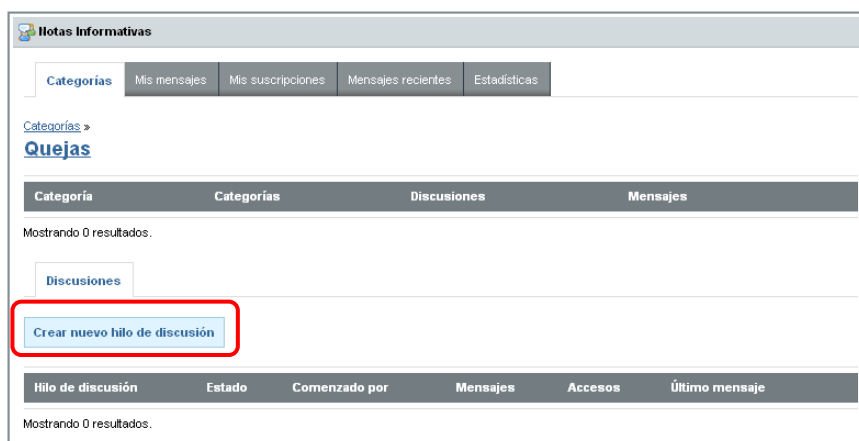 Notas Informativas
Categorías Mis mensajes Mis suscripciones Mensajes recientes Estadísticas
Categorías »
Quejas
Categoría Categorías Discusiones Mensajes
Mostrando 0 resultados.
Discusiones
Crear nuevo hilo de discusión
Hilo de discusión Estado Comenzado por Mensajes Accesos Último mensaje
Mostrando 0 resultados.